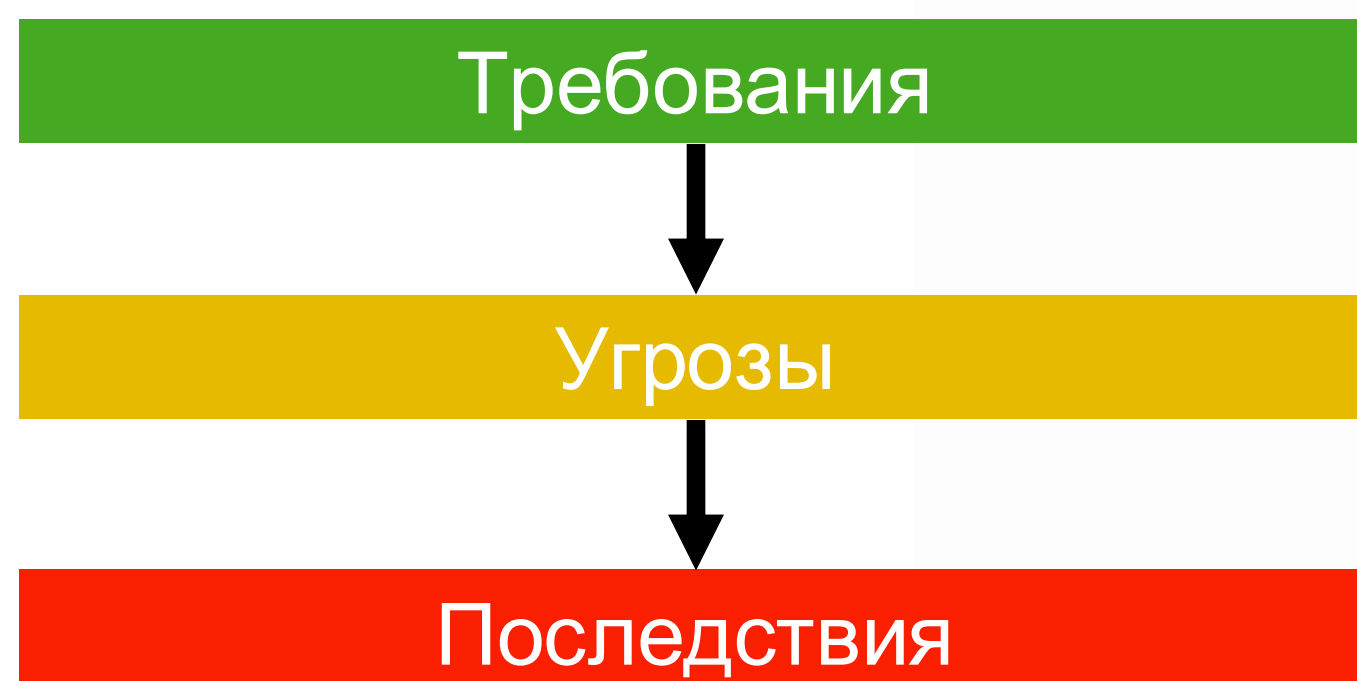 Требования
Угрозы
Последствия